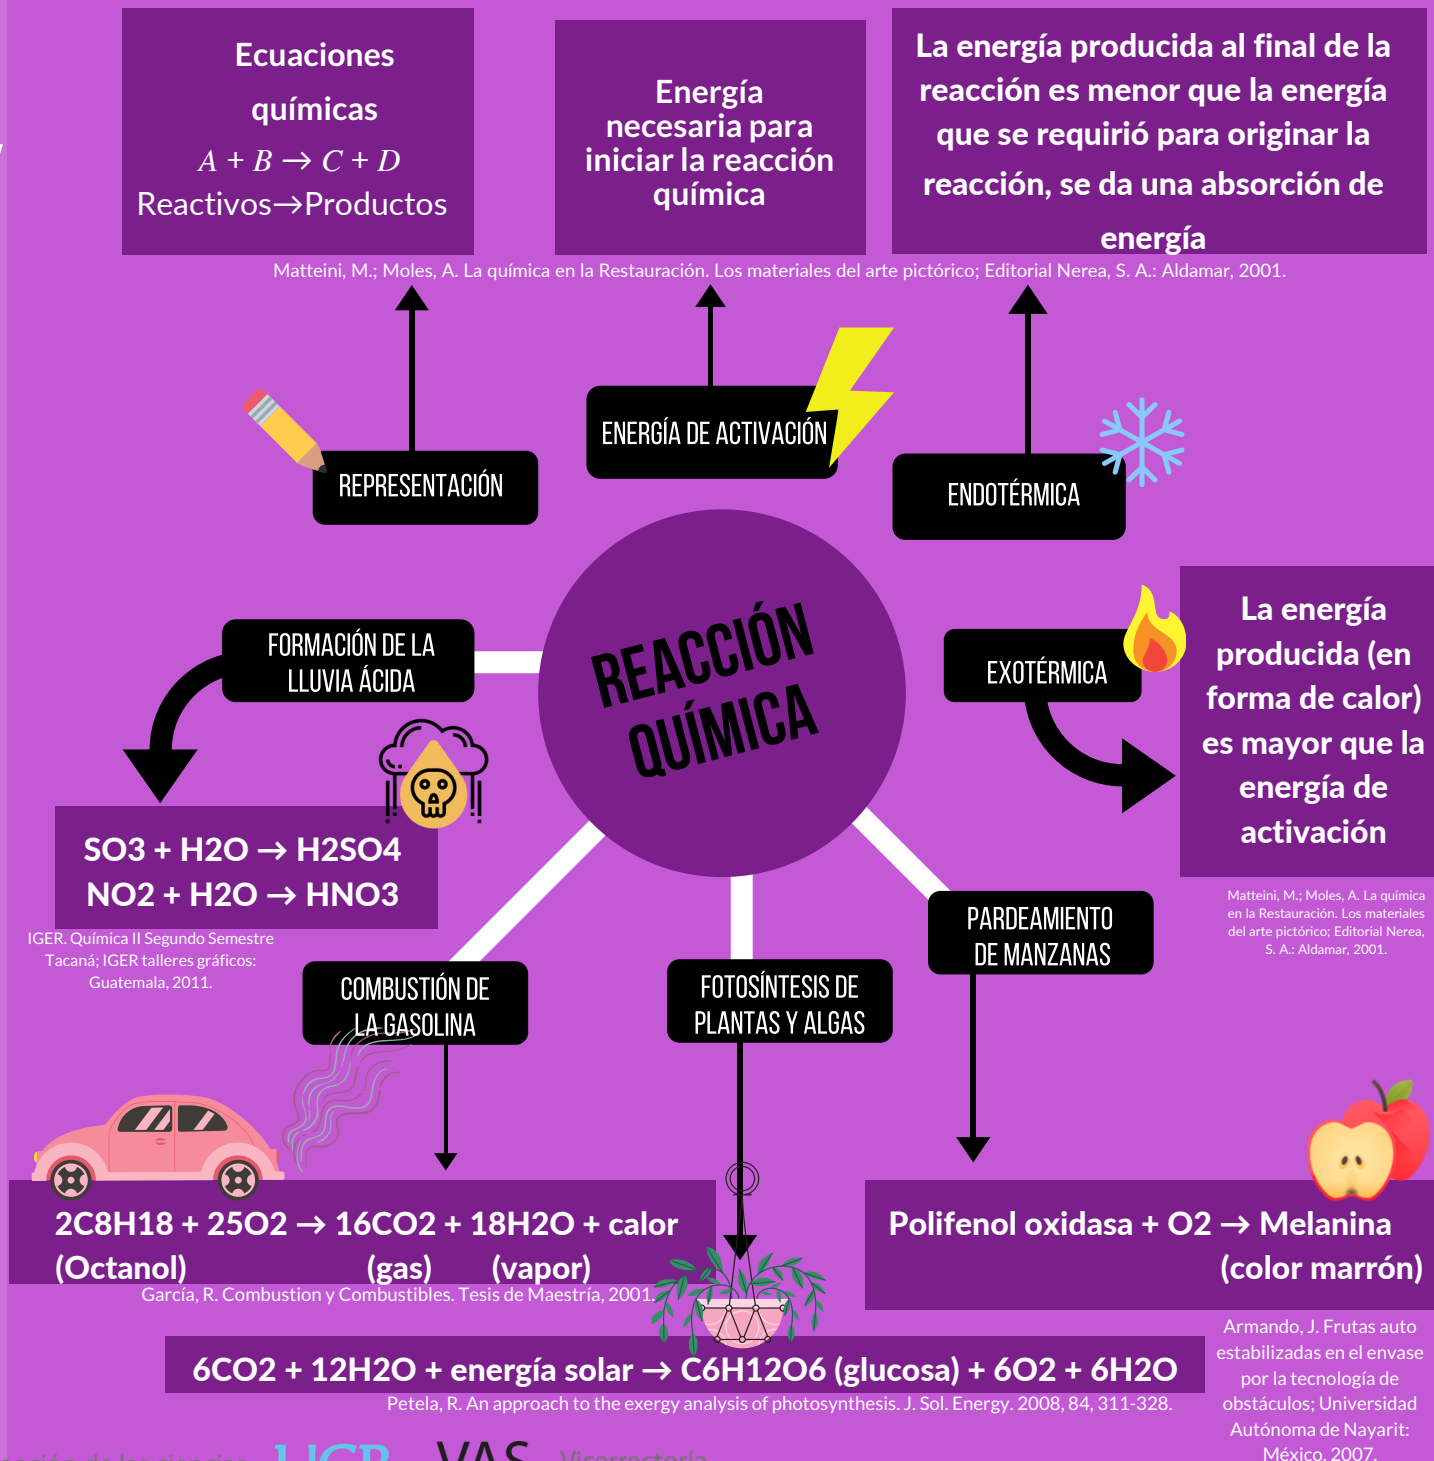 Ecuaciones
químicas
A + B → C + D
Reactivos→Productos
Energía
necesaria para
iniciar la reacción
química
La energía producida al final de la
reacción es menor que la energía
que se requirió para originar la
reacción, se da una absorción de
energía
Matteini, M.; Moles, A. La química en la Restauración. Los materiales del arte pictórico; Editorial Nerea, S. A.: Aldamar, 2001.
REPRESENTACIÓN
ENERGÍA DE ACTIVACIÓN
ENDOTÉRMICA
REACCIÓN
QUÍMICA
FORMACIÓN DE LA
LLUVIA ÁCIDA
EXOTÉRMICA
La energía
producida (en
forma de calor)
es mayor que la
energía de
activación
Matteini, M.; Moles, A. La química
en la Restauración. Los materiales
del arte pictórico; Editorial Nerea,
S. A.: Aldamar, 2001.
SO3 + H2O → H2SO4
NO2 + H2O → HNO3
IGER. Química II Segundo Semestre
Tacaná; IGER talleres gráficos:
Guatemala, 2011.
COMBUSTIÓN DE
LA GASOLINA
FOTOSÍNTESIS DE
PLANTAS Y ALGAS
PARDEAMIENTO
DE MANZANAS
2C8H18 + 25O2 → 16CO2 + 18H2O + calor
(Octanol) (gas) (vapor)
García, R. Combustion y Combustibles. Tesis de Maestría, 2001.
Polifenol oxidasa + O2 → Melanina
(color marrón)
Armando, J. Frutas auto
estabilizadas en el envase
por la tecnología de
obstáculos; Universidad
Autónoma de Nayarit:
México, 2007.
6CO2 + 12H2O + energía solar → C6H12O6 (glucosa) + 6O2 + 6H2O
Petela, R. An approach to the exergy analysis of photosynthesis. J. Sol. Energy. 2008, 84, 311-328.
UCR VAS Vicerrectoría